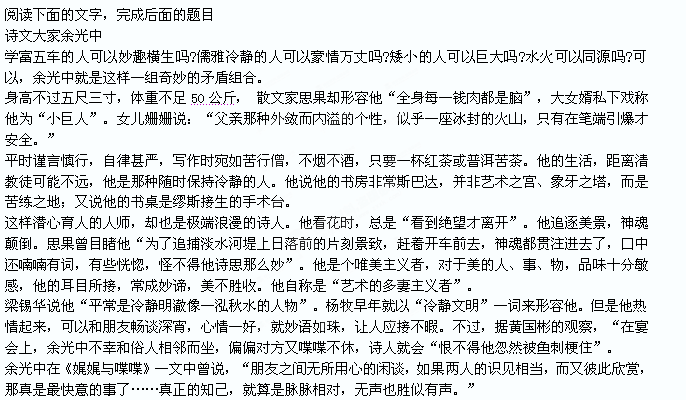 阅读下面的文字，完成后面的题目
诗文大家余光中
学富五车的人可以妙趣横生吗?儒雅冷静的人可以豪情万丈吗?矮小的人可以巨大吗?水火可以同源吗?可
以，余光中就是这样一组奇妙的矛盾组合。
身高不过五尺三寸，体重不足 50 公斤， 散文家思果却形容他“全身每一钱肉都是脑”，大女婿私下戏称
他为“小巨人”。女儿姗姗说：“父亲那种外敛而内溢的个性，似乎一座冰封的火山，只有在笔端引爆才
安全。”
平时谨言慎行，自律甚严，写作时宛如苦行僧，不烟不酒，只要一杯红茶或普洱苦茶。他的生活，距离清
教徒可能不远，他是那种随时保持冷静的人。他说他的书房非常斯巴达，并非艺术之宫、象牙之塔，而是
苦练之地；又说他的书桌是缪斯接生的手术台。
这样潜心育人的人师，却也是极端浪漫的诗人。他看花时，总是“看到绝望才离开”。他追逐美景，神魂
颠倒。思果曾目睹他“为了追捕淡水河堤上日落前的片刻景致，赶着开车前去，神魂都贯注进去了，口中
还喃喃有词，有些恍惚，怪不得他诗思那么妙”。他是个唯美主义者，对于美的人、事、物，品味十分敏
感，他的耳目所接，常成妙谛，美不胜收。他自称是“艺术的多妻主义者”。
梁锡华说他“平常是冷静明澈像一泓秋水的人物”。杨牧早年就以“冷静文明”一词来形容他。但是他热
情起来，可以和朋友畅谈深宵，心情一好，就妙语如珠，让人应接不暇。不过，据黄国彬的观察，“在宴
会上，余光中不幸和俗人相邻而坐，偏偏对方又喋喋不休，诗人就会“恨不得他忽然被鱼刺梗住”。
余光中在《娓娓与喋喋》一文中曾说，“朋友之间无所用心的闲谈，如果两人的识见相当，而又彼此欣赏，
那真是最快意的事了……真正的知己，就算是脉脉相对，无声也胜似有声。”